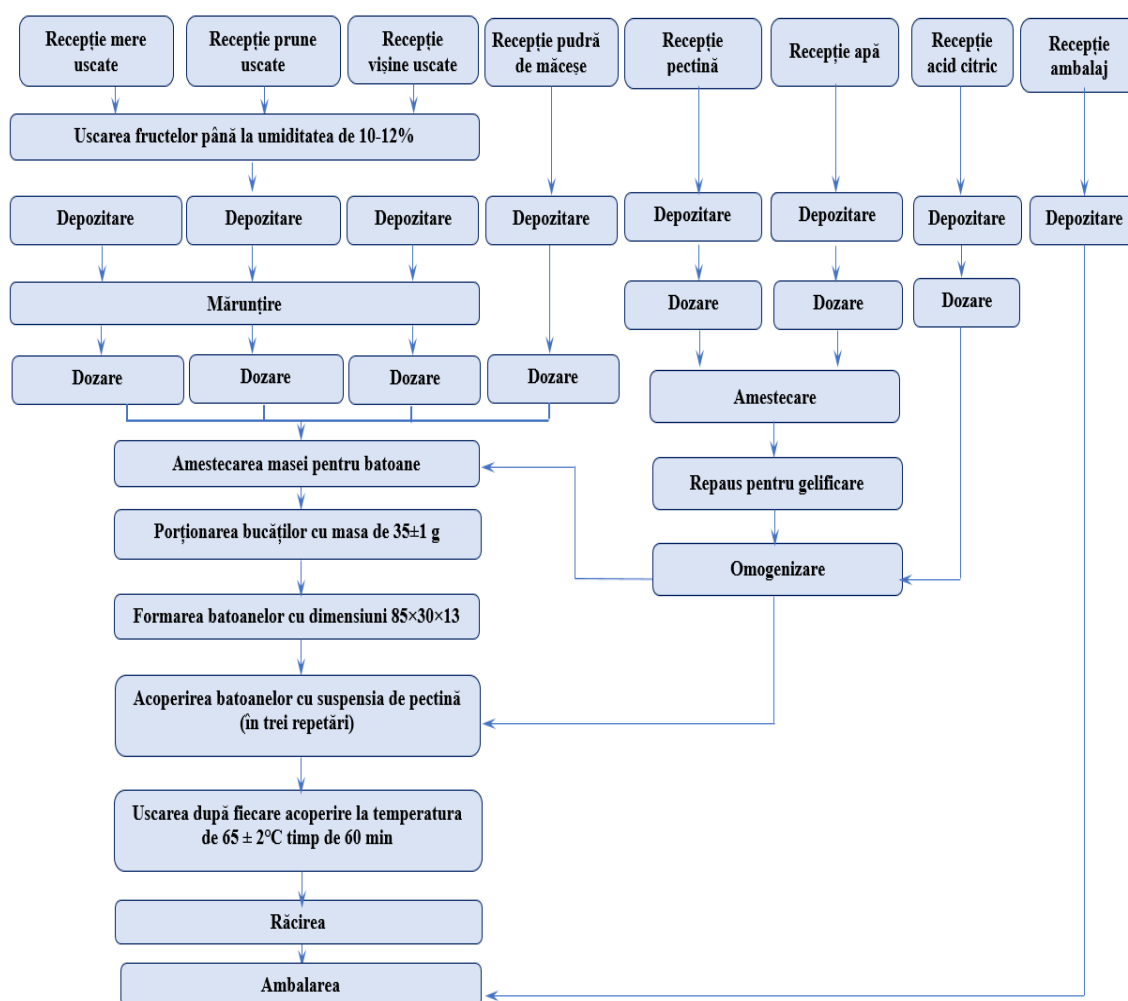 Recepție mere
uscate
Recepție prune
uscate
Recepție
vișine uscate
Recepție pudră
de măceșe
Recepție
pectină
Recepție apă
Recepție
acid citric
Recepție
ambalaj
Uscarea fructelor până la umiditatea de 10-12%
Depozitare
Depozitare
Depozitare
Depozitare
Depozitare
Depozitare
Depozitare
Depozitare
Mărunțire
Dozare
Dozare
Dozare
Dozare
Dozare
Dozare
Dozare
Amestecare
Amestecarea masei pentru batoane
Repaus pentru gelificare
Porționarea bucăților cu masa de 35±1 g
Omogenizare
Formarea batoanelor cu dimensiuni 85×30×13
Acoperirea batoanelor cu suspensia de pectină
(în trei repetări)
Uscarea după fiecare acoperire la temperatura
de 65 ± 2°C timp de 60 min
Răcirea
Ambalarea